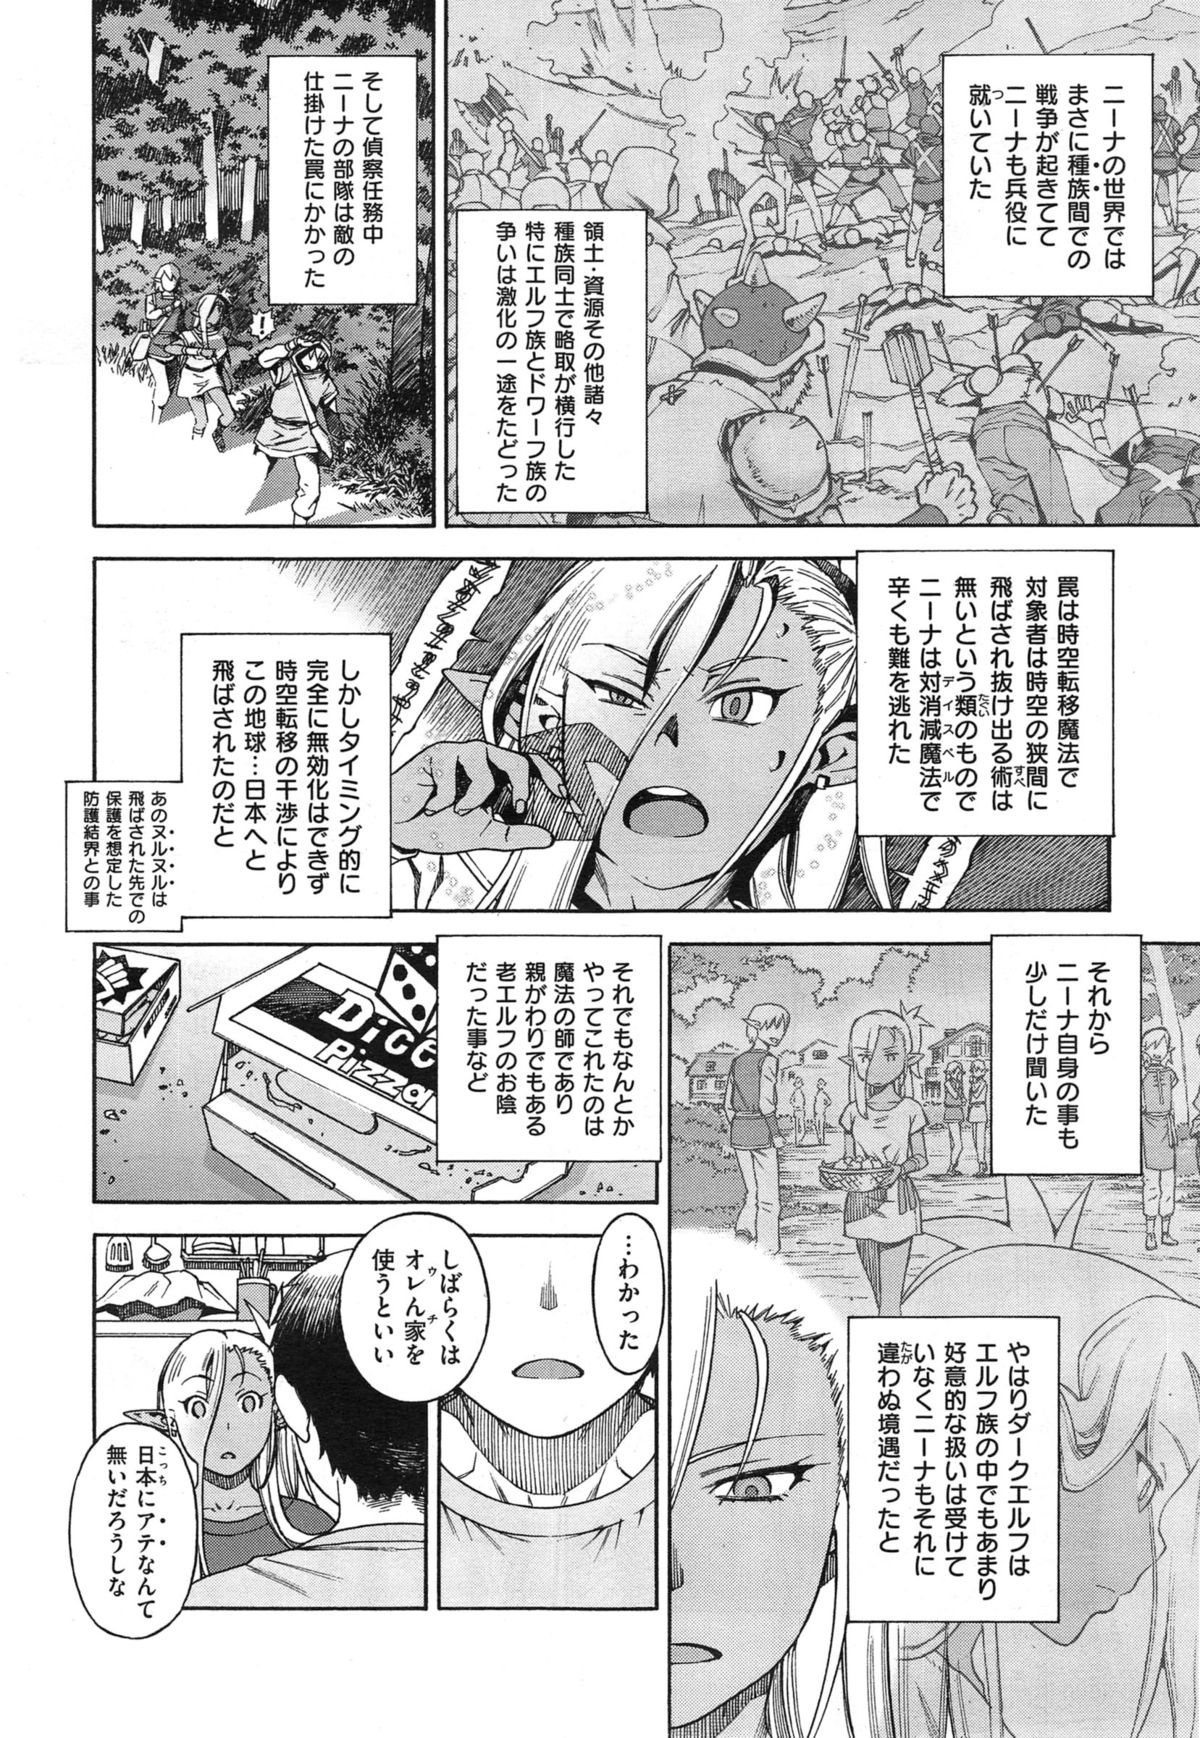 ニーナの世界では
まさに種族間での
戦争が起きてて
ニーナも兵役に
就いていた
領土・資源その他諸々
種族同士で略取が横行した
特にエルフ族とドワーフ族の
争いは激化の一途をたどった
そして偵察任務中
ニーナの部隊は敵の
仕掛けた罠にかかった
!
罠は時空転移魔法で
対象者は時空の狭間に
飛ばされ抜け出る術は
無いという類のもので
ニーナは対消滅魔法で
辛くも難を逃れた
しかしタイミング的に
完全に無効化はできず
時空転移の干渉により
この地球…日本へと
飛ばされたのだと
あのヌルヌルは
飛ばされた先での
保護を想定した
防護結界との事
それから
ニーナ自身の事も
少しだけ聞いた
やはりダークエルフは
エルフ族の中でもあまり
好意的な扱いは受けて
いなくニーナもそれに
違わぬ境遇だったと
それでもなんとか
やってこれたのは
魔法の師であり
親がわりでもある
老エルフのお陰
だった事など
Dice
Pizza
…わかった
しばらくは
オレん家を
使うといい
日本にアテなんて
無いだろうしな